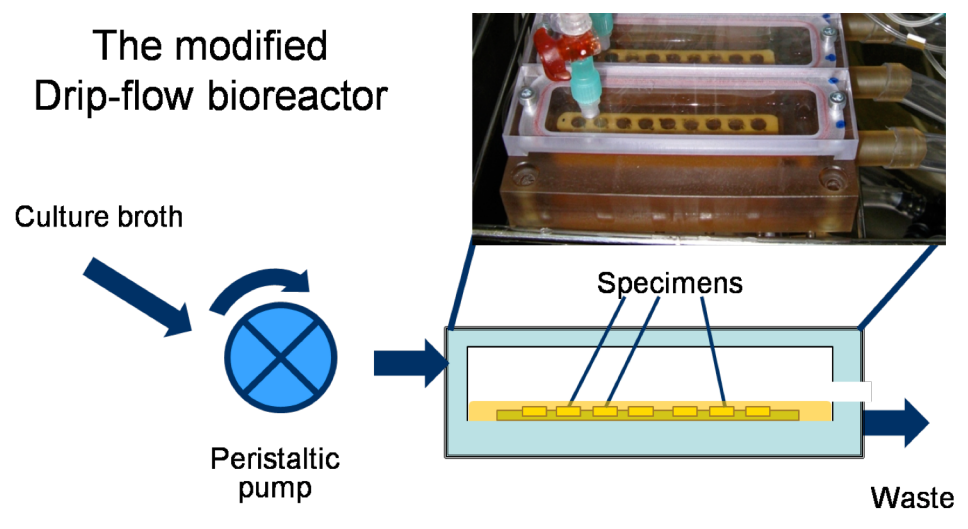 The modified
Drip-flow bioreactor
Culture broth
Specimens
Peristaltic
pump
Waste